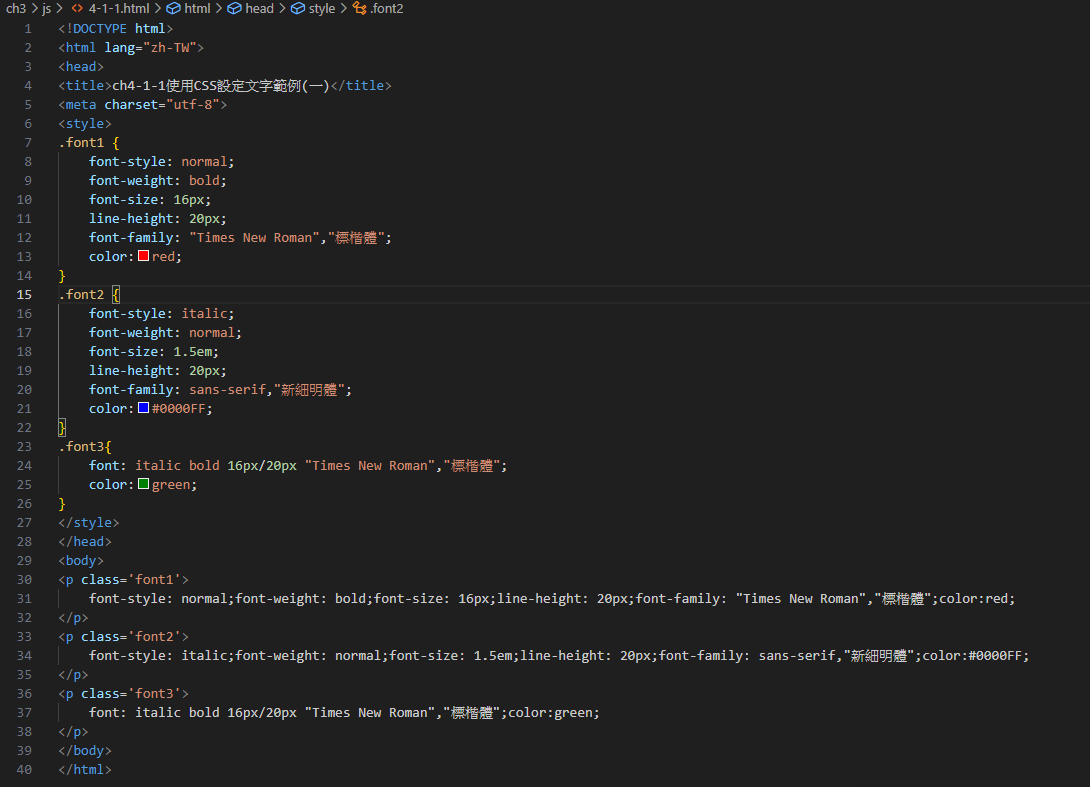 ch3 > js > <> 4-1-1.html > html > head > style > .font2
1 <!DOCTYPE html>
2 <html lang="zh-TW">
3 <head>
4 <title>ch4-1-1使用CSS設定文字範例(一)</title>
5 <meta charset="utf-8">
6 <style>
7 .font1 {
8     font-style: normal;
9     font-weight: bold;
10     font-size: 16px;
11     line-height: 20px;
12     font-family: "Times New Roman","標楷體";
13     color:red;
14 }
15 .font2 {
16     font-style: italic;
17     font-weight: normal;
18     font-size: 1.5em;
19     line-height: 20px;
20     font-family: sans-serif,"新細明體";
21     color:#0000FF;
22 }
23 .font3{
24     font: italic bold 16px/20px "Times New Roman","標楷體";
25     color:green;
26 }
27 </style>
28 </head>
29 <body>
30 <p class='font1'>
31     font-style: normal;font-weight: bold;font-size: 16px;line-height: 20px;font-family: "Times New Roman","標楷體";color:red;
32 </p>
33 <p class='font2'>
34     font-style: italic;font-weight: normal;font-size: 1.5em;line-height: 20px;font-family: sans-serif,"新細明體";color:#0000FF;
35 </p>
36 <p class='font3'>
37     font: italic bold 16px/20px "Times New Roman","標楷體";color:green;
38 </p>
39 </body>
40 </html>